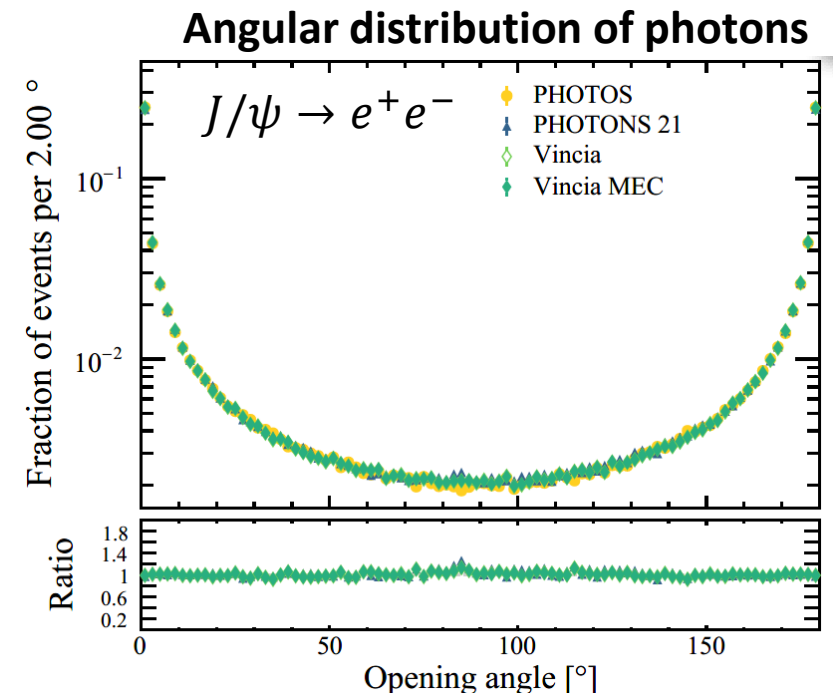 Angular distribution of photons
J/ψ → e⁺e⁻
PHOTOS
PHOTONS 21
Vincia
Vincia MEC
Fraction of events per 2.00 °
10⁻¹
10⁻²
Ratio
1.8
1.4
1
0.6
0.2
0 50 100 150
Opening angle [°]